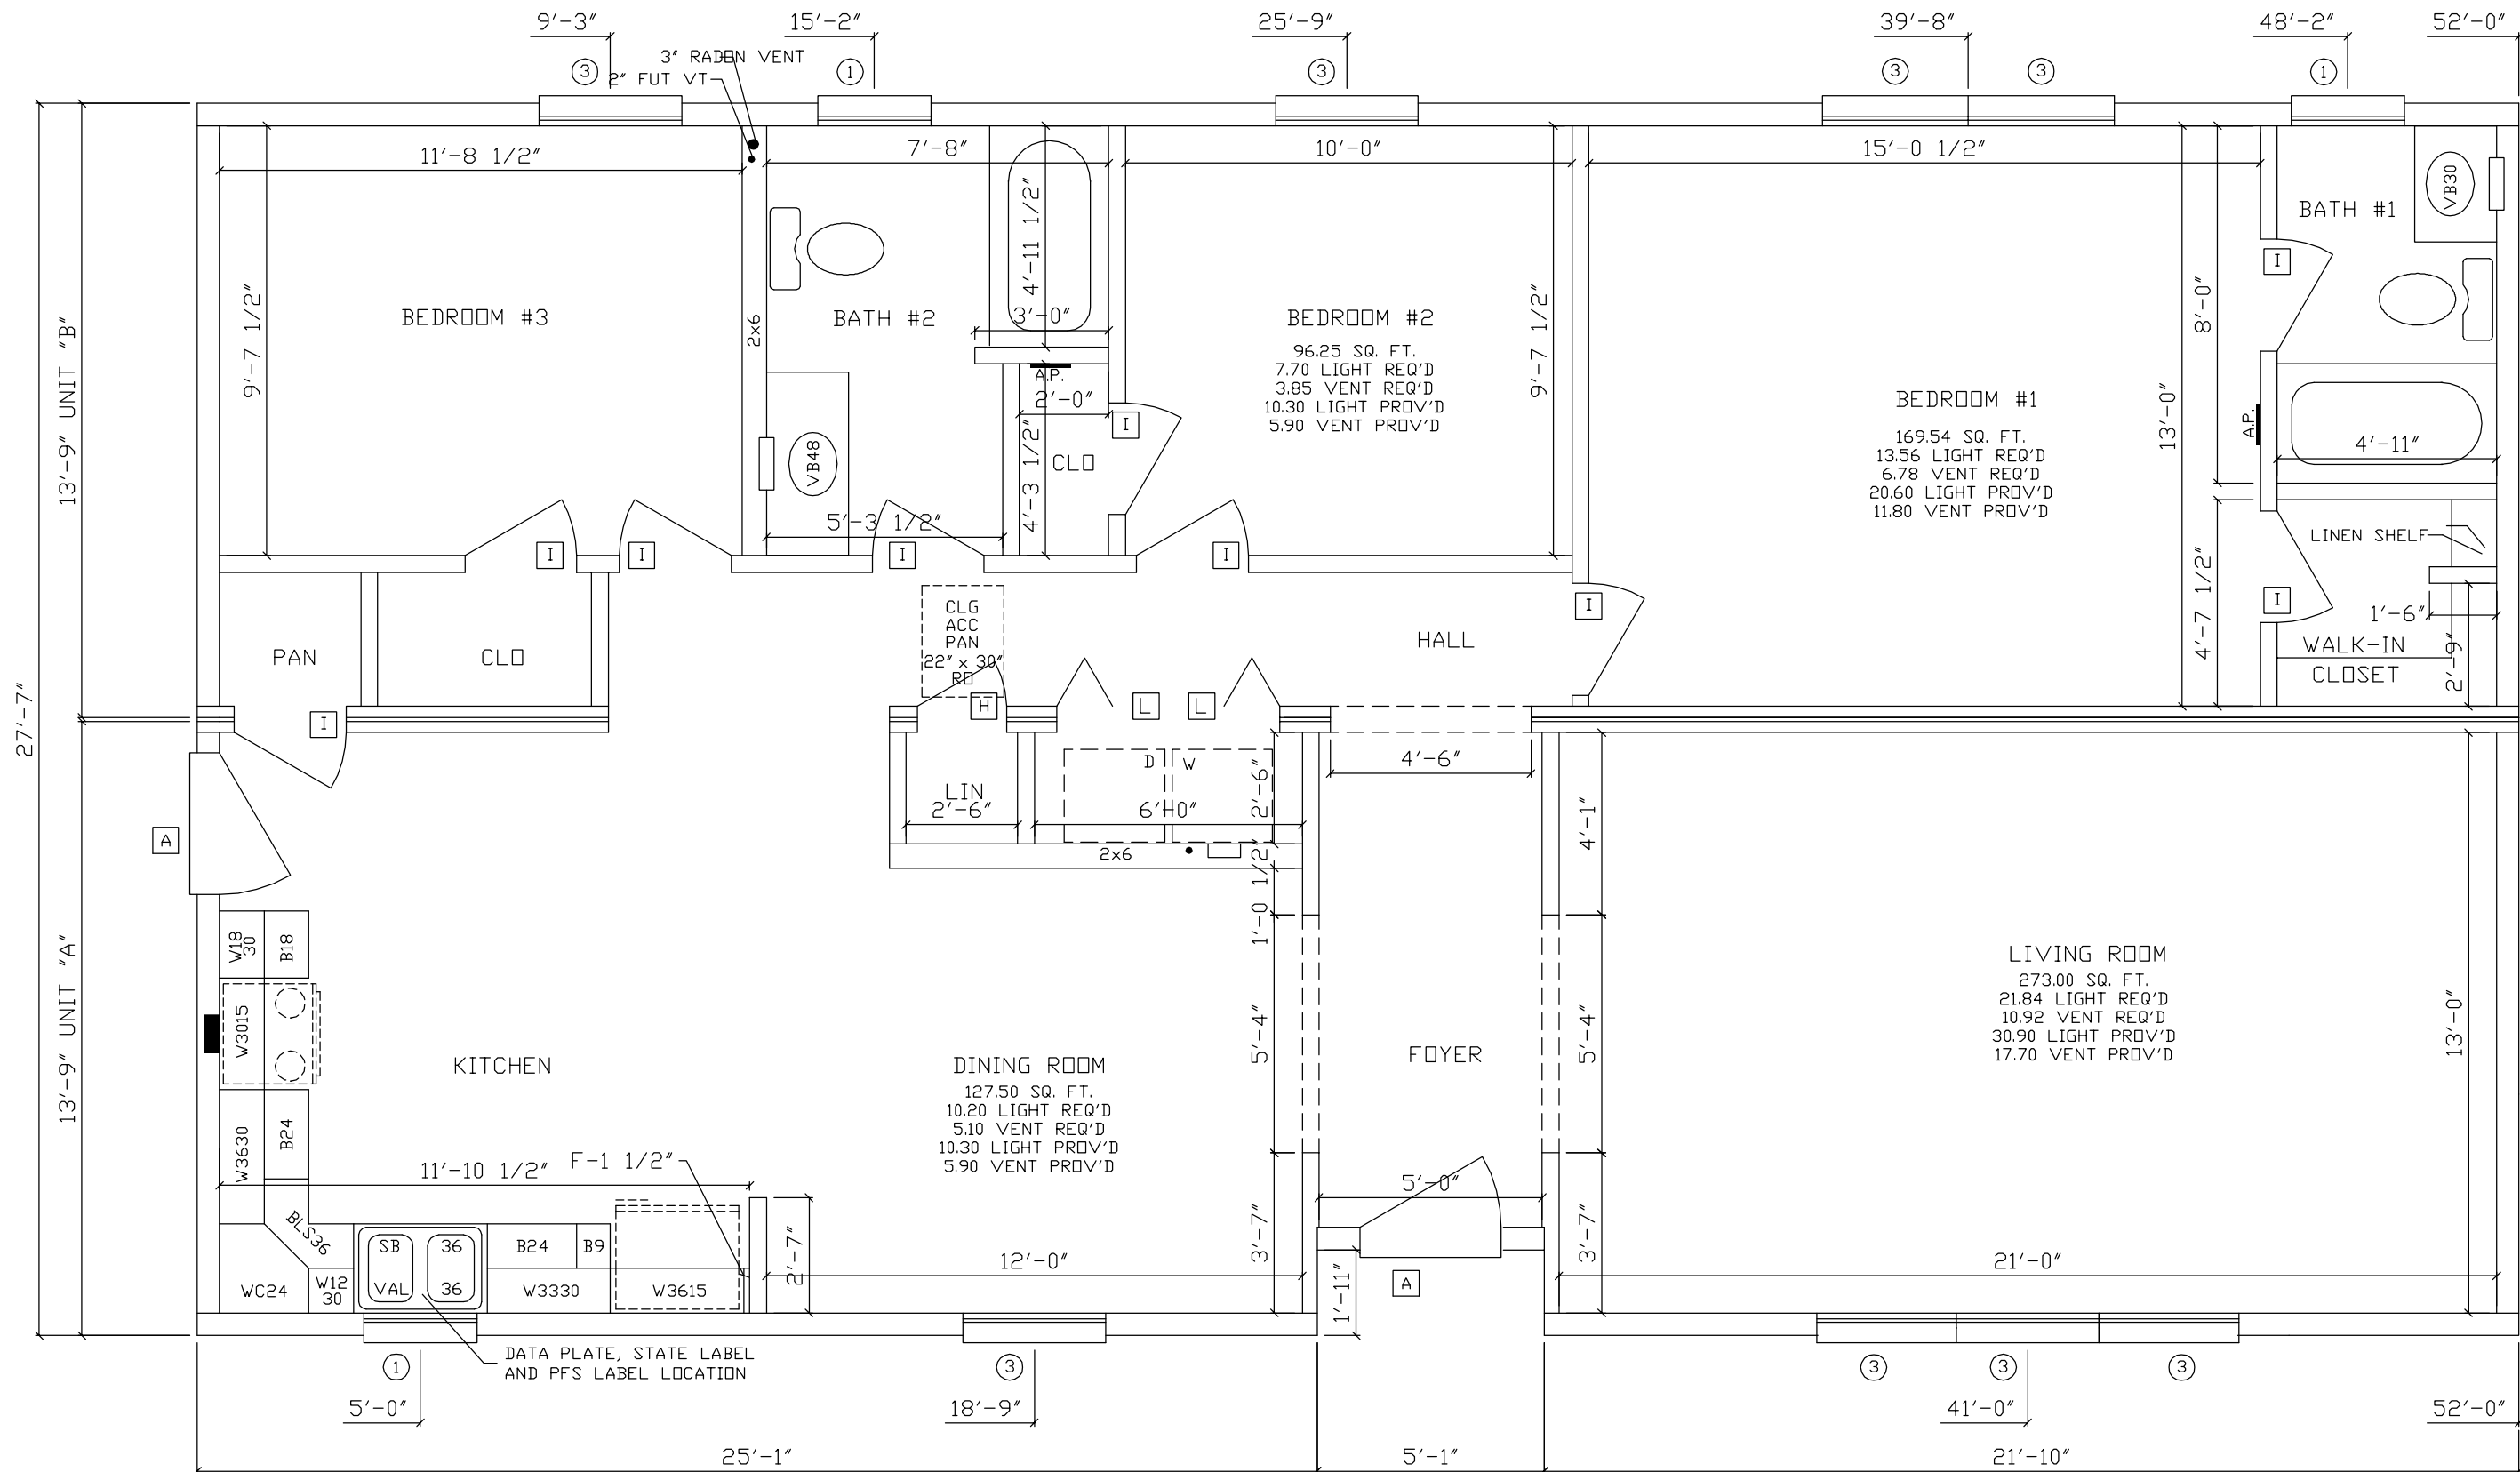 9'-3"
15'-2"
25'-9"
39'-8"
48'-2"
52'-0"
3" RADON VENT
2" FUT VT
3
1
3
3
3
1
11'-8 1/2"
7'-8"
10'-0"
15'-0 1/2"
27'-7"
13'-9" UNIT "B"
13'-9" UNIT "A"
9'-7 1/2"
BEDROOM #3
2x6
BATH #2
4'-11 1/2"
3'-0"
A.P.
2'-0"
4'-3 1/2"
CLO
VB48
5'-3 1/2"
BEDROOM #2
96.25 SQ. FT.
7.70 LIGHT REQ'D
3.85 VENT REQ'D
10.30 LIGHT PROV'D
5.90 VENT PROV'D
9'-7 1/2"
BEDROOM #1
169.54 SQ. FT.
13.56 LIGHT REQ'D
6.78 VENT REQ'D
20.60 LIGHT PROV'D
11.80 VENT PROV'D
13'-0"
8'-0"
BATH #1
VB30
A.P.
4'-11"
LINEN SHELF
4'-7 1/2"
1'-6"
2'-9"
WALK-IN
CLOSET
I
I
I
I
I
I
I
I
I
PAN
CLO
CLG
ACC
PAN
22" x 30"
RO
HALL
H
L
L
A
LIN
2'-6"
D
W
6'-0"
2'-6"
4'-6"
2x6
1'-0 1/2"
4'-1"
W18
30
B18
W3015
W3630
B24
KITCHEN
DINING ROOM
127.50 SQ. FT.
10.20 LIGHT REQ'D
5.10 VENT REQ'D
10.30 LIGHT PROV'D
5.90 VENT PROV'D
5'-4"
FOYER
5'-4"
LIVING ROOM
273.00 SQ. FT.
21.84 LIGHT REQ'D
10.92 VENT REQ'D
30.90 LIGHT PROV'D
17.70 VENT PROV'D
13'-0"
11'-10 1/2"
F-1 1/2"
BLS36
SB
36
VAL
36
B24
B9
WC24
W12
30
W3330
W3615
2'-7"
12'-0"
3'-7"
5'-0"
3'-7"
1'-11"
A
21'-0"
1
DATA PLATE, STATE LABEL
AND PFS LABEL LOCATION
3
3
3
3
5'-0"
18'-9"
41'-0"
52'-0"
25'-1"
5'-1"
21'-10"